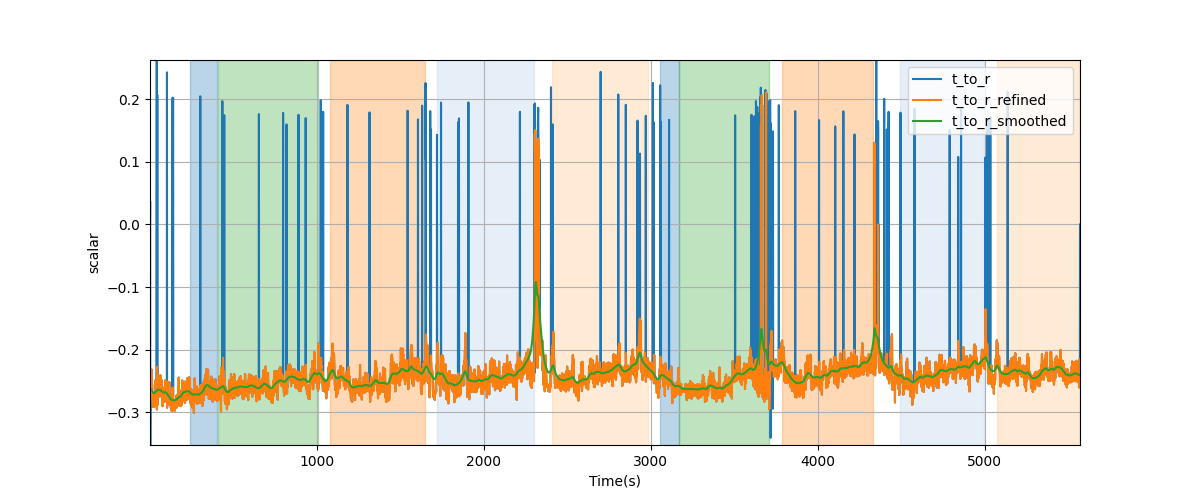 0.2
0.1
0.0
−0.1
−0.2
−0.3
scalar
1000
2000
3000
4000
5000
Time(s)
t_to_r
t_to_r_refined
t_to_r_smoothed